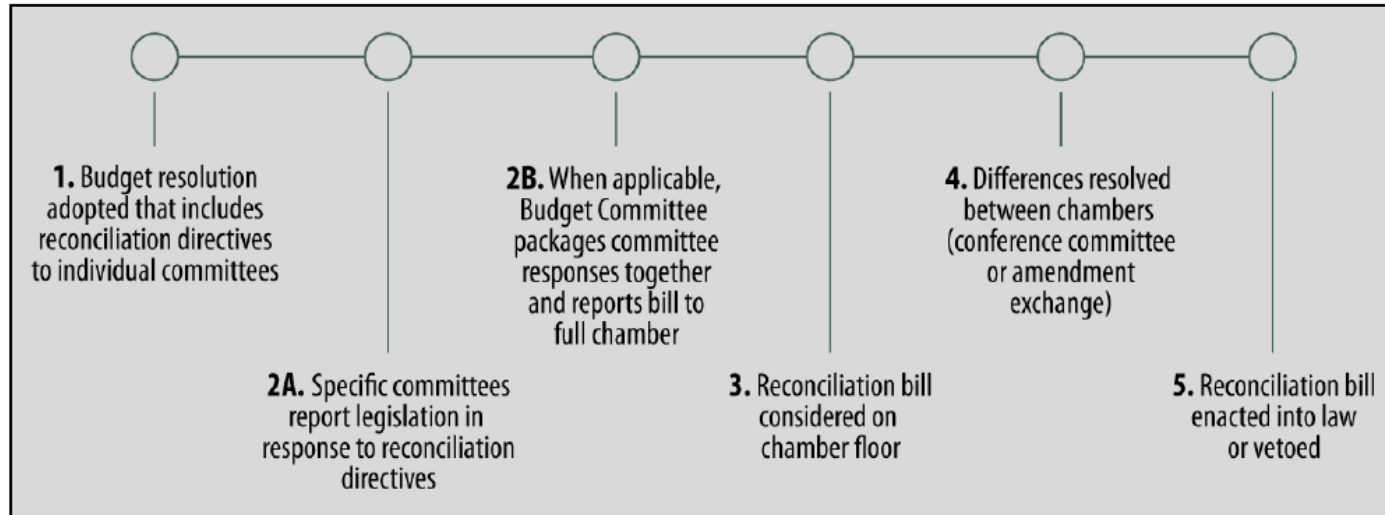 1. Budget resolution
adopted that includes
reconciliation directives
to individual committees
2A. Specific committees
report legislation in
response to reconciliation
directives
2B. When applicable,
Budget Committee
packages committee
responses together
and reports bill to
full chamber
3. Reconciliation bill
considered on
chamber floor
4. Differences resolved
between chambers
(conference committee
or amendment
exchange)
5. Reconciliation bill
enacted into law
or vetoed